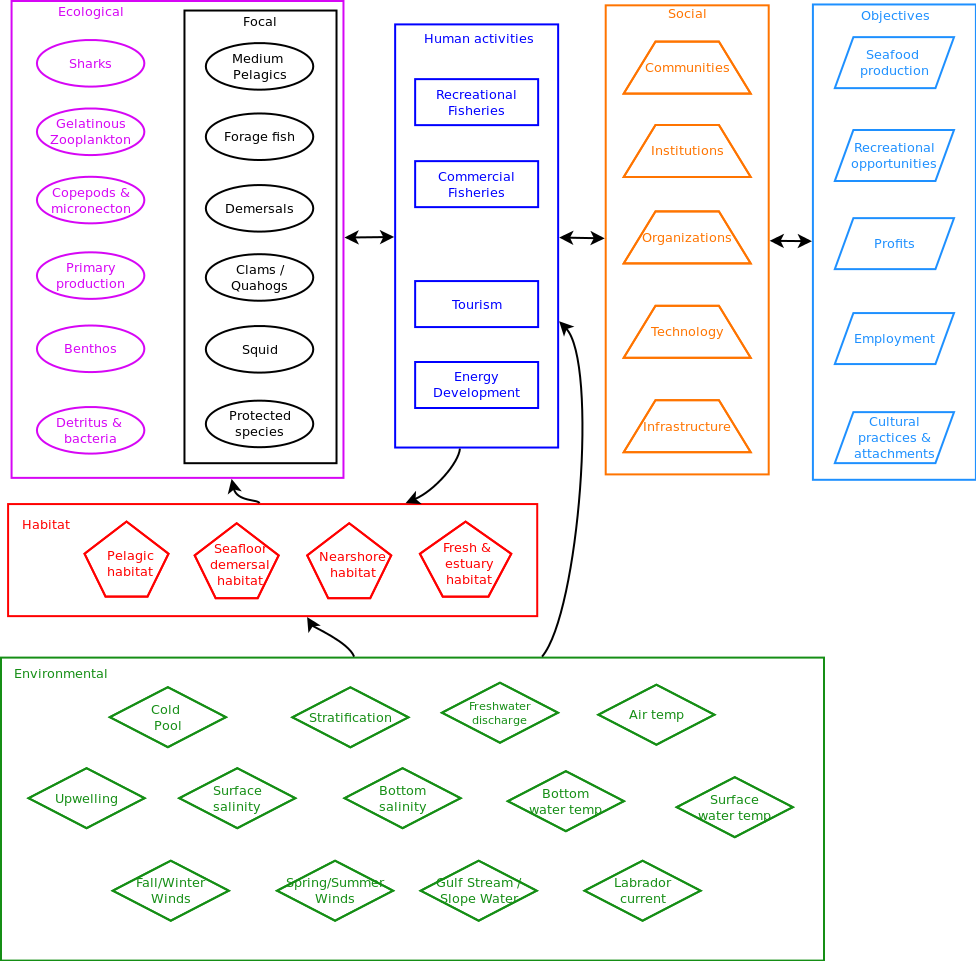 Ecological
Sharks
Gelatinous
Zooplankton
Copepods &
micronecton
Primary
production
Benthos
Detritus &
bacteria
Focal
Medium
Pelagics
Forage fish
Demersals
Clams /
Quahogs
Squid
Protected
species
Human activities
Recreational
Fisheries
Commercial
Fisheries
Tourism
Energy
Development
Social
Communities
Institutions
Organizations
Technology
Infrastructure
Objectives
Seafood
production
Recreational
opportunities
Profits
Employment
Cultural
practices &
attachments
Habitat
Pelagic
habitat
Seafloor
demersal
habitat
Nearshore
habitat
Fresh &
estuary
habitat
Environmental
Cold
Pool
Stratification
Freshwater
discharge
Air temp
Upwelling
Surface
salinity
Bottom
salinity
Bottom
water temp
Surface
water temp
Fall/Winter
Winds
Spring/Summer
Winds
Gulf Stream /
Slope Water
Labrador
current